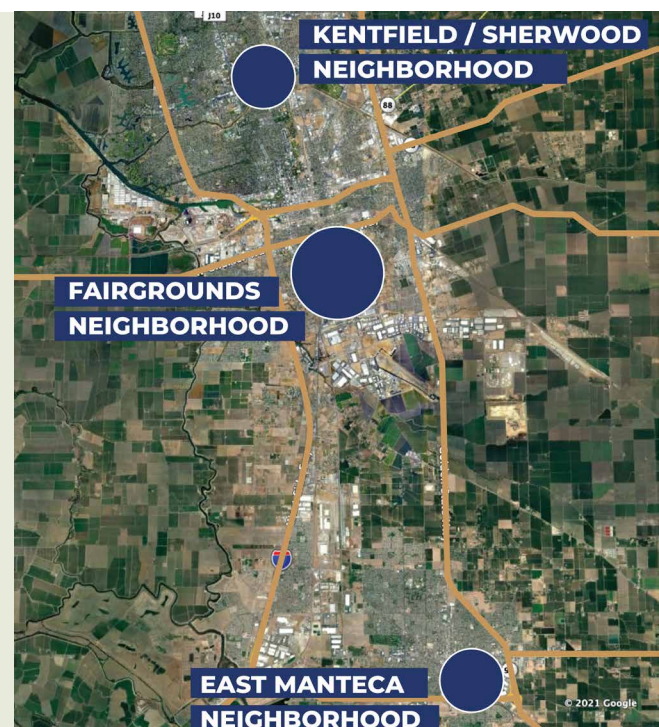 J10
KENTFIELD / SHERWOOD
NEIGHBORHOOD
88
FAIRGROUNDS
NEIGHBORHOOD
EAST MANTECA
NEIGHBORHOOD
© 2021 Google